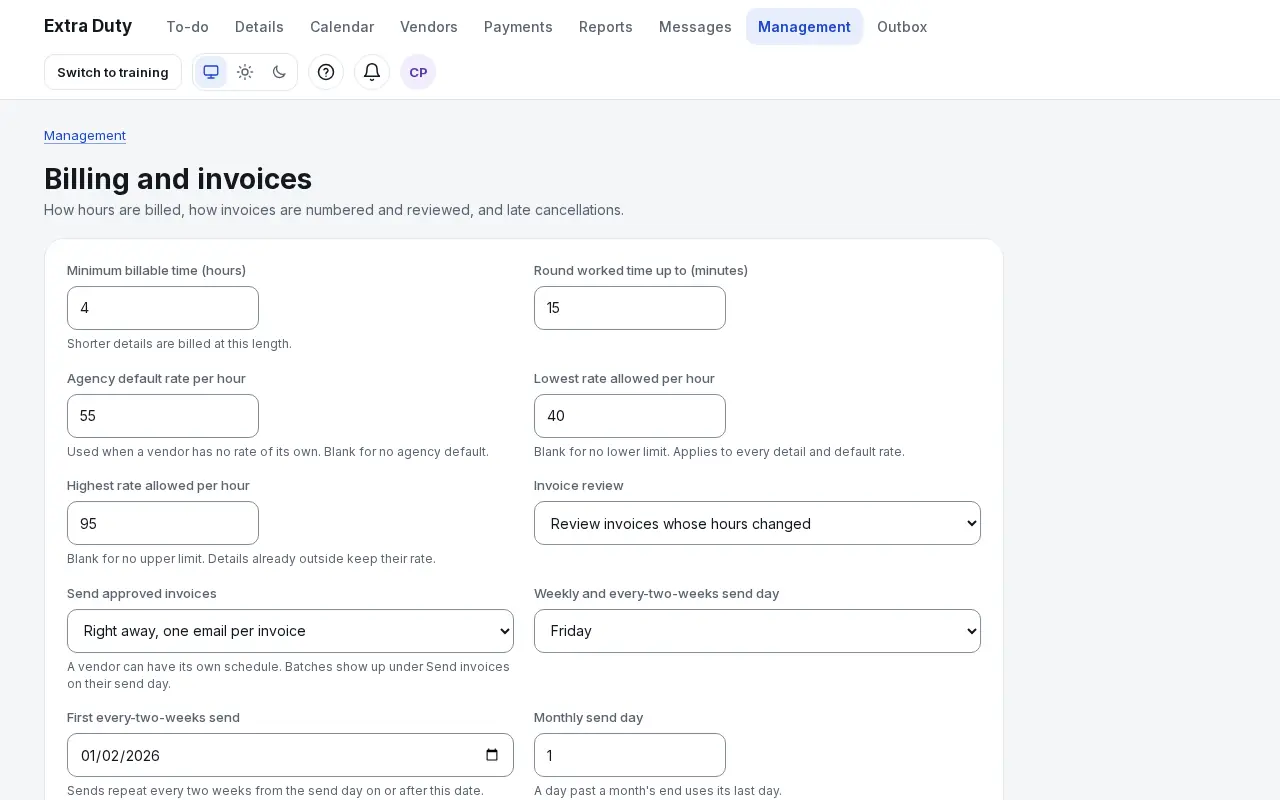 Extra Duty
To-do
Details
Calendar
Vendors
Payments
Reports
Messages
Management
Outbox
Switch to training
CP
Management
Billing and invoices
How hours are billed, how invoices are numbered and reviewed, and late cancellations.
Minimum billable time (hours)
4
Shorter details are billed at this length.
Round worked time up to (minutes)
15
Agency default rate per hour
55
Used when a vendor has no rate of its own. Blank for no agency default.
Lowest rate allowed per hour
40
Blank for no lower limit. Applies to every detail and default rate.
Highest rate allowed per hour
95
Blank for no upper limit. Details already outside keep their rate.
Invoice review
Review invoices whose hours changed
Send approved invoices
Right away, one email per invoice
A vendor can have its own schedule. Batches show up under Send invoices
on their send day.
Weekly and every-two-weeks send day
Friday
First every-two-weeks send
01/02/2026
Sends repeat every two weeks from the send day on or after this date.
Monthly send day
1
A day past a month's end uses its last day.